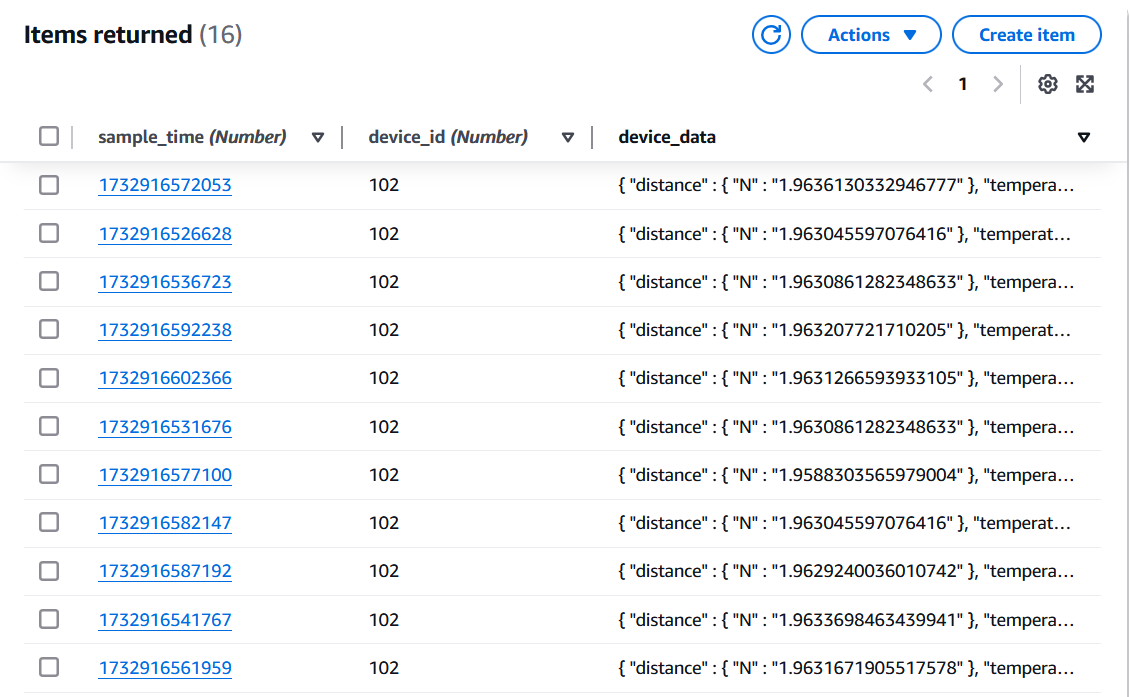 Items returned (16)
Actions
Create item
1
sample_time (Number) device_id (Number) device_data
1732916572053 102 { "distance" : { "N" : "1.9636130332946777" }, "tempera...
1732916526628 102 { "distance" : { "N" : "1.963045597076416" }, "temperat...
1732916536723 102 { "distance" : { "N" : "1.9630861282348633" }, "tempera...
1732916592238 102 { "distance" : { "N" : "1.963207721710205" }, "temperat...
1732916602366 102 { "distance" : { "N" : "1.9631266593933105" }, "tempera...
1732916531676 102 { "distance" : { "N" : "1.9630861282348633" }, "tempera...
1732916577100 102 { "distance" : { "N" : "1.9588303565979004" }, "tempera...
1732916582147 102 { "distance" : { "N" : "1.963045597076416" }, "temperat...
1732916587192 102 { "distance" : { "N" : "1.9629240036010742" }, "tempera...
1732916541767 102 { "distance" : { "N" : "1.9633698463439941" }, "tempera...
1732916561959 102 { "distance" : { "N" : "1.9631671905517578" }, "tempera...